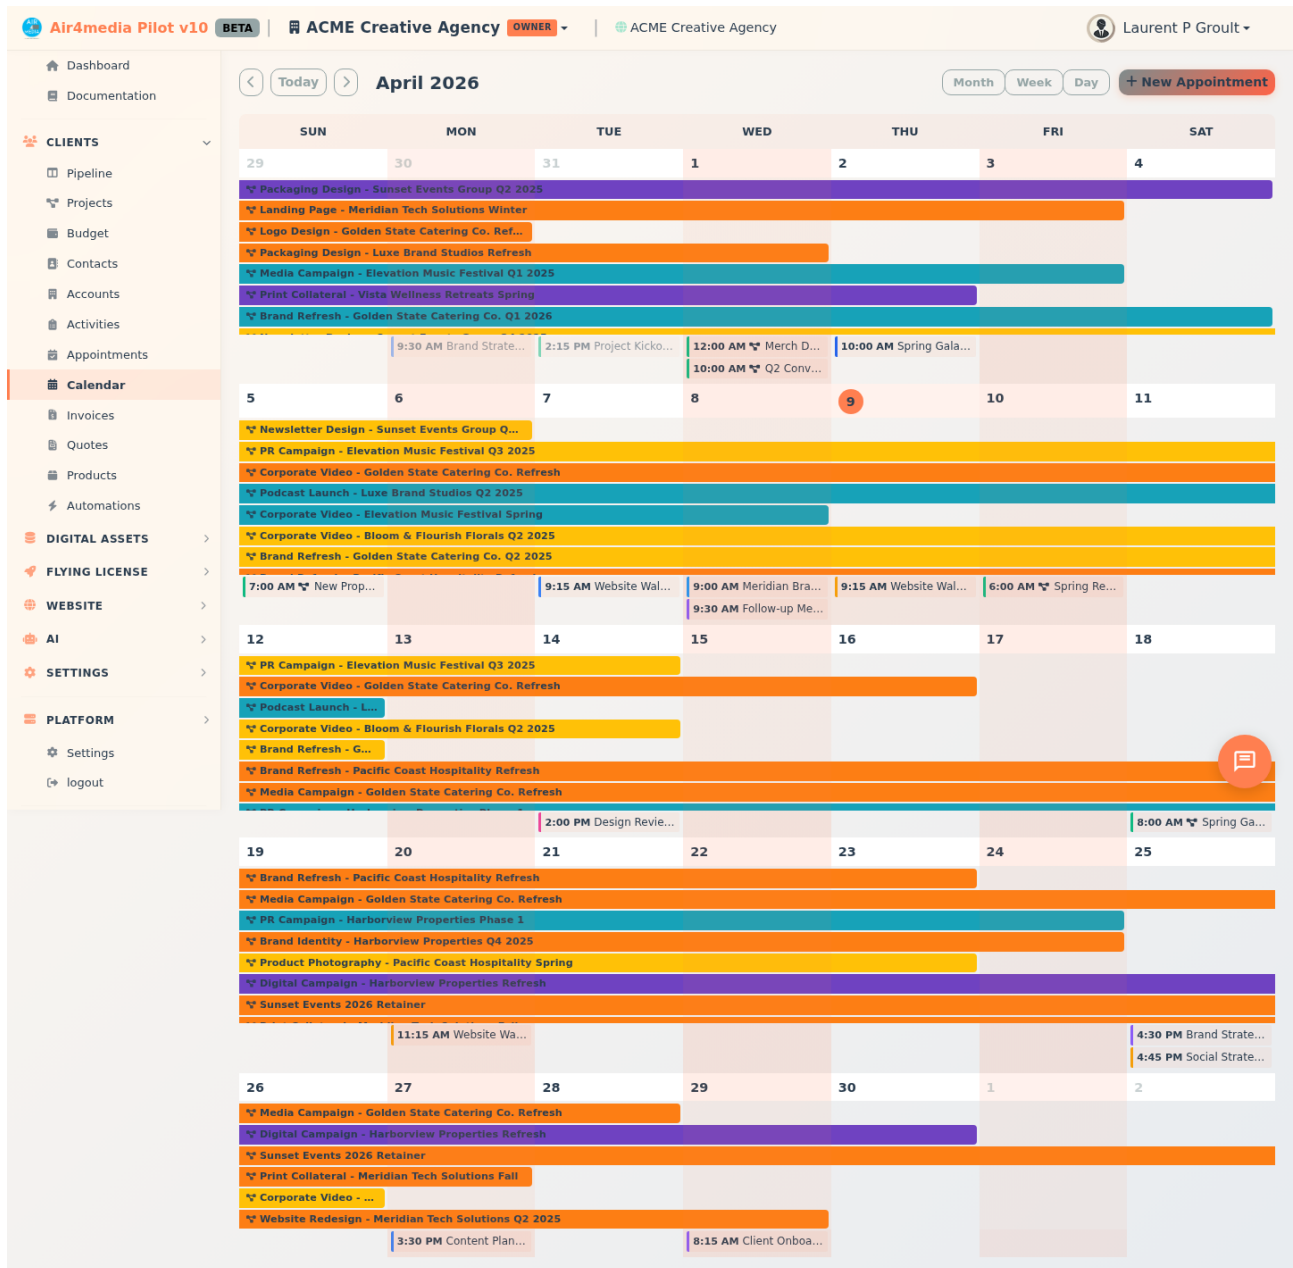 Air4media Pilot v10 BETA ACME Creative Agency OWNER ACME Creative Agency Laurent P Groult
Dashboard
Documentation
CLIENTS
Pipeline
Projects
Budget
Contacts
Accounts
Activities
Appointments
Calendar
Invoices
Quotes
Products
Automations
DIGITAL ASSETS
FLYING LICENSE
WEBSITE
AI
SETTINGS
PLATFORM
Settings
logout
Today April 2026 Month Week Day + New Appointment
SUN MON TUE WED THU FRI SAT
29 30 31 1 2 3 4
Packaging Design - Sunset Events Group Q2 2025
Landing Page - Meridian Tech Solutions Winter
Logo Design - Golden State Catering Co. Ref...
Packaging Design - Luxe Brand Studios Refresh
Media Campaign - Elevation Music Festival Q1 2025
Print Collateral - Vista Wellness Retreats Spring
Brand Refresh - Golden State Catering Co. Q1 2026
9:30 AM Brand Strate... 2:15 PM Project Kicko... 12:00 AM Merch D... 10:00 AM Spring Gala...
10:00 AM Q2 Conv...
5 6 7 8 9 10 11
Newsletter Design - Sunset Events Group Q...
PR Campaign - Elevation Music Festival Q3 2025
Corporate Video - Golden State Catering Co. Refresh
Podcast Launch - Luxe Brand Studios Q2 2025
Corporate Video - Elevation Music Festival Spring
Corporate Video - Bloom & Flourish Florals Q2 2025
Brand Refresh - Golden State Catering Co. Q2 2025
7:00 AM New Prop... 9:15 AM Website Wal... 9:00 AM Meridian Bra... 9:15 AM Website Wal... 6:00 AM Spring Re...
9:30 AM Follow-up Me...
12 13 14 15 16 17 18
PR Campaign - Elevation Music Festival Q3 2025
Corporate Video - Golden State Catering Co. Refresh
Podcast Launch - L...
Corporate Video - Bloom & Flourish Florals Q2 2025
Brand Refresh - G...
Brand Refresh - Pacific Coast Hospitality Refresh
Media Campaign - Golden State Catering Co. Refresh
2:00 PM Design Revie... 8:00 AM Spring Ga...
19 20 21 22 23 24 25
Brand Refresh - Pacific Coast Hospitality Refresh
Media Campaign - Golden State Catering Co. Refresh
PR Campaign - Harborview Properties Phase 1
Brand Identity - Harborview Properties Q4 2025
Product Photography - Pacific Coast Hospitality Spring
Digital Campaign - Harborview Properties Refresh
Sunset Events 2026 Retainer
11:15 AM Website Wa... 4:30 PM Brand Strate...
4:45 PM Social Strate...
26 27 28 29 30 1 2
Media Campaign - Golden State Catering Co. Refresh
Digital Campaign - Harborview Properties Refresh
Sunset Events 2026 Retainer
Print Collateral - Meridian Tech Solutions Fall
Corporate Video - ...
Website Redesign - Meridian Tech Solutions Q2 2025
3:30 PM Content Plan... 8:15 AM Client Onboa...